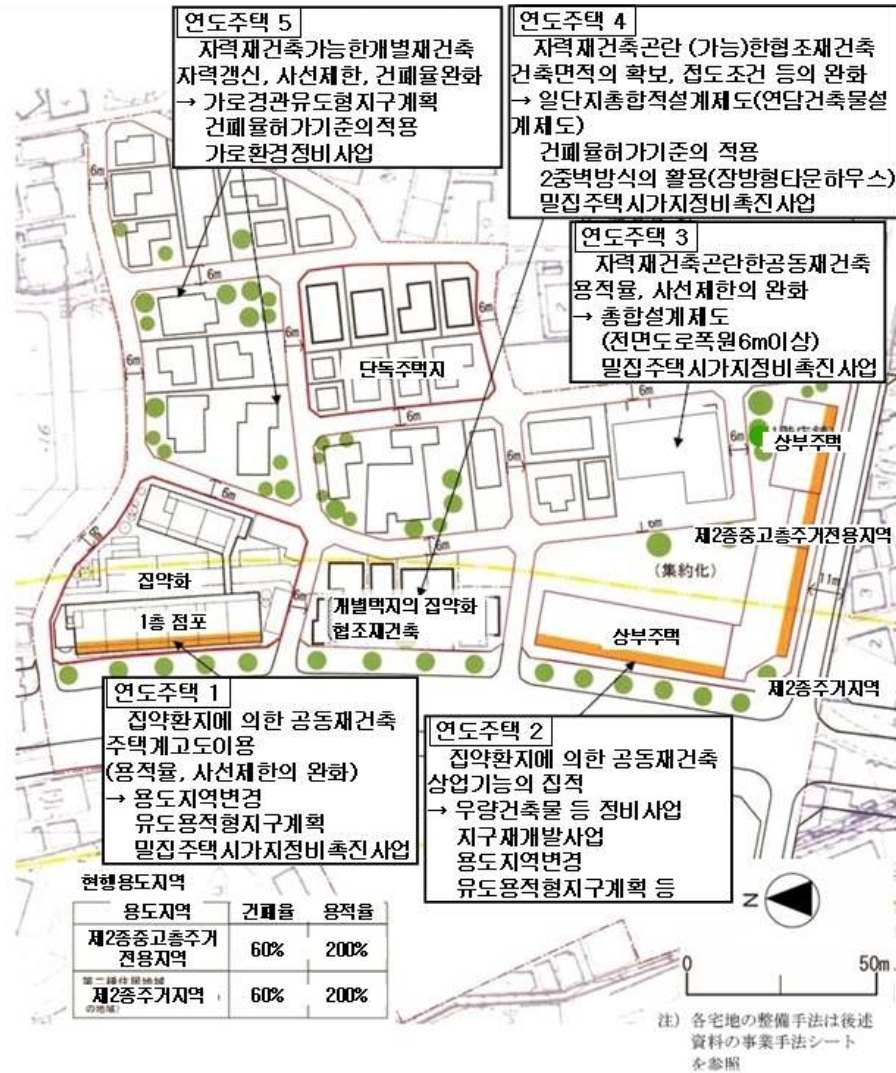 연도주택 5
자력재건축가능한개별재건축
자력갱신, 사선제한, 건폐율완화
→ 가로경관유도형지구계획
건폐율허가기준의적용
가로환경정비사업
연도주택 4
자력재건축곤란 (가능)한협조재건축
건축면적의 확보, 접도조건 등의 완화
→ 일단지총합적설계제도(연담건축물설
계제도)
건폐율허가기준의 적용
2중벽방식의 활용(장방형타운하우스)
밀집주택시가지정비촉진사업
연도주택 3
자력재건축곤란한공동재건축
용적율, 사선제한의 완화
→ 총합설계제도
(전면도로폭원6m이상)
밀집주택시가지정비촉진사업
6m
6m
6m
6m
6m
6m
단독주택지
6m
6m
6m
6m
상부주택
6m
6m
제2종중고층주거전용지역
6m
(集約化)
집약화
11m
6m
개별택지의 집약화
협조재건축
1층 점포
상부주택
제2종주거지역
연도주택 1
집약환지에 의한 공동재건축
주택계고도이용
(용적율, 사선제한의 완화)
→ 용도지역변경
유도용적형지구계획
밀집주택시가지정비촉진사업
연도주택 2
집약환지에 의한 공동재건축
상업기능의 집적
→ 우량건축물 등 정비사업
지구재개발사업
용도지역변경
유도용적형지구계획 등
현행용도지역
용도지역 건폐율 용적율
제2종중고층주거
전용지역 60% 200%
第二種住居地域
제2종주거지역 60% 200%
の地域)
N
0 50m
注) 各宅地の整備手法は後述
資料の事業手法シート
を参照